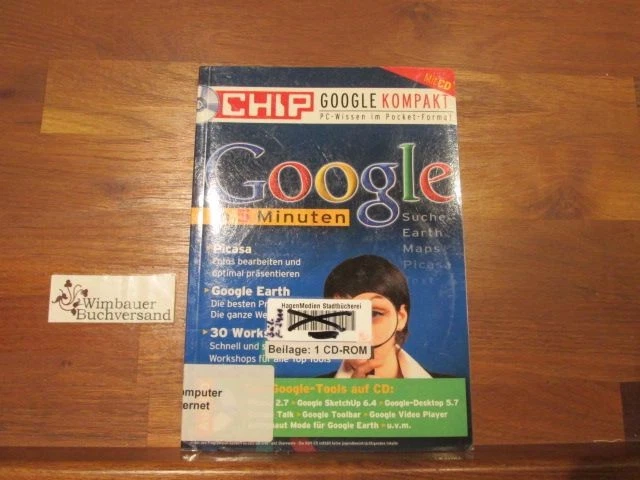 Mit CD
CHIP GOOGLE KOMPAKT
PC-Wissen im Pocket-Format
Google
5 Minuten
Suche
Earth
Maps
Picasa
Picasa
Fotos bearbeiten und
optimal präsentieren
Google Earth
Die besten
Die ganze
30
Schnell und
Workshops für alle Top Tools
HagenMedien Stadtbücherei
Beilage: 1 CD-ROM
Wimbauer
Buchversand
Google-Tools auf CD:
2.7 Google SketchUp 6.4 Google-Desktop 5.7
Talk Google Toolbar Google Video Player
Mode für Google Earth u.v.m.
omputer
ternet